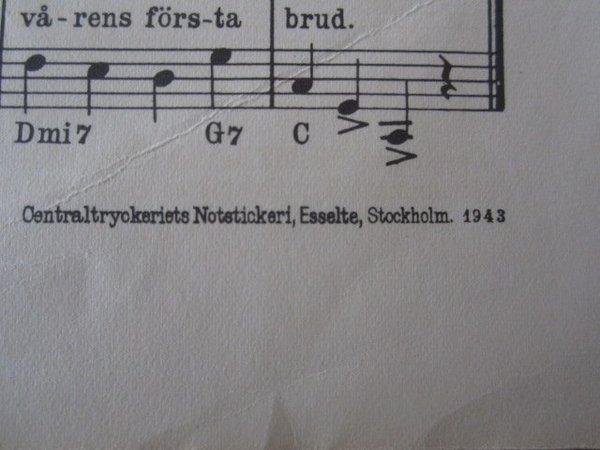 vå-rens förs-ta brud.
Dmi7 G7 C
Centraltryckeriets Notstickeri, Esselte, Stockholm. 1943